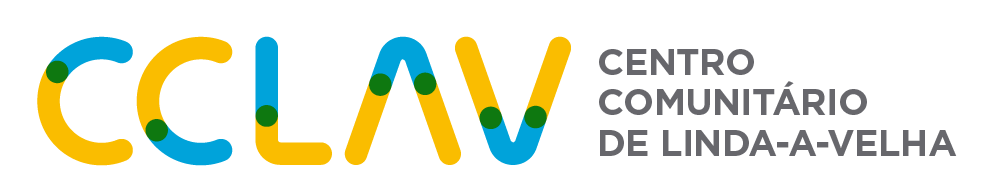 CCLAV
CENTRO
COMUNITÁRIO
DE LINDA-A-VELHA